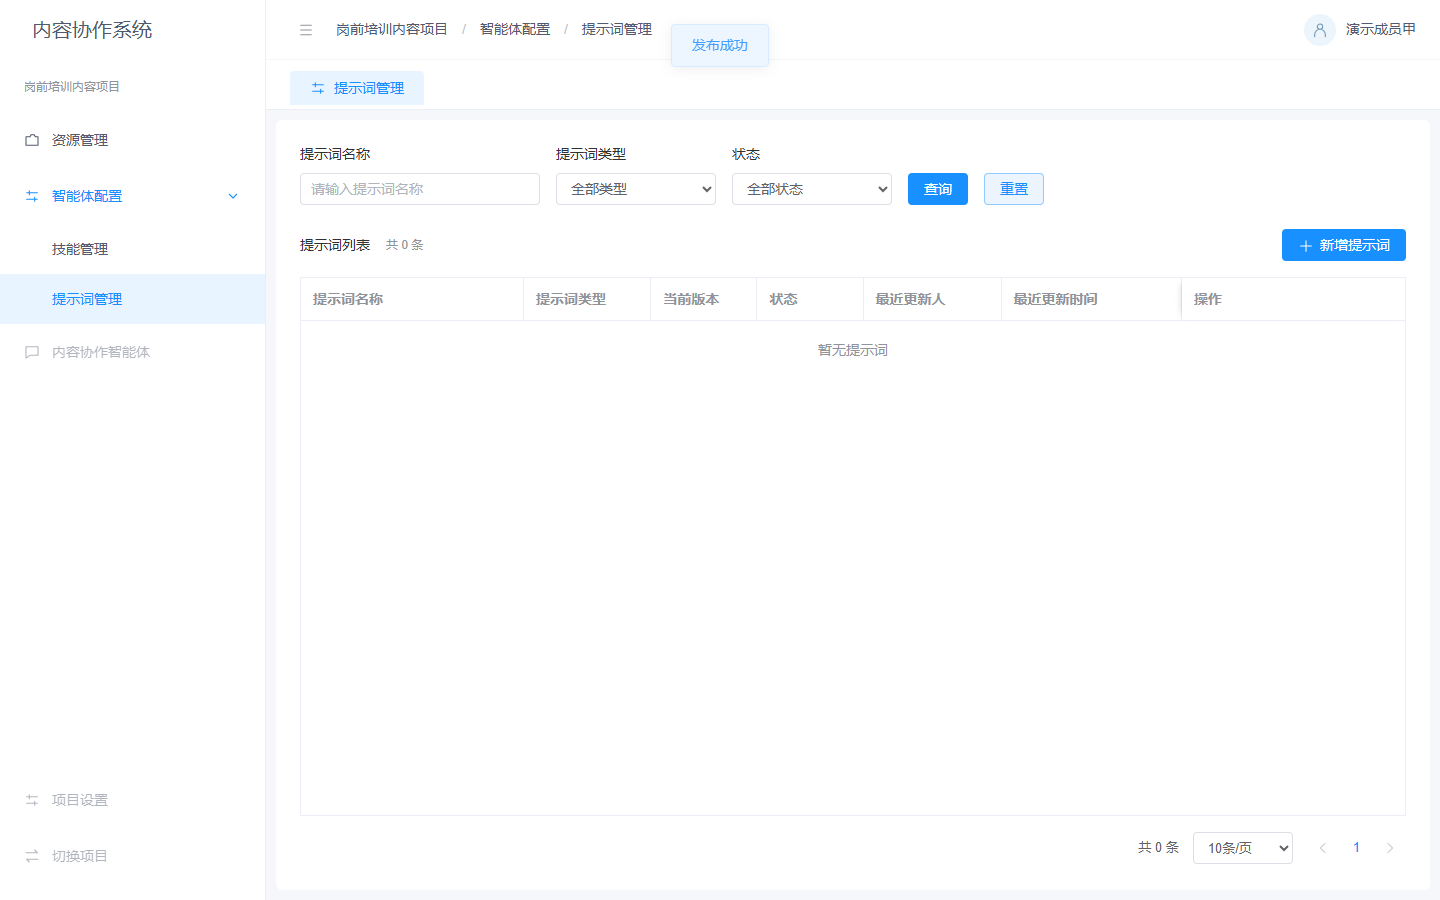 内容协作系统
岗前培训内容项目 / 智能体配置 / 提示词管理
发布成功
演示成员甲
岗前培训内容项目
资源管理
智能体配置
技能管理
提示词管理
内容协作智能体
项目设置
切换项目
提示词管理
提示词名称 提示词类型 状态
请输入提示词名称 全部类型 全部状态 查询 重置
提示词列表 共 0 条 新增提示词
提示词名称 提示词类型 当前版本 状态 最近更新人 最近更新时间 操作
暂无提示词
共 0 条 10条/页 1